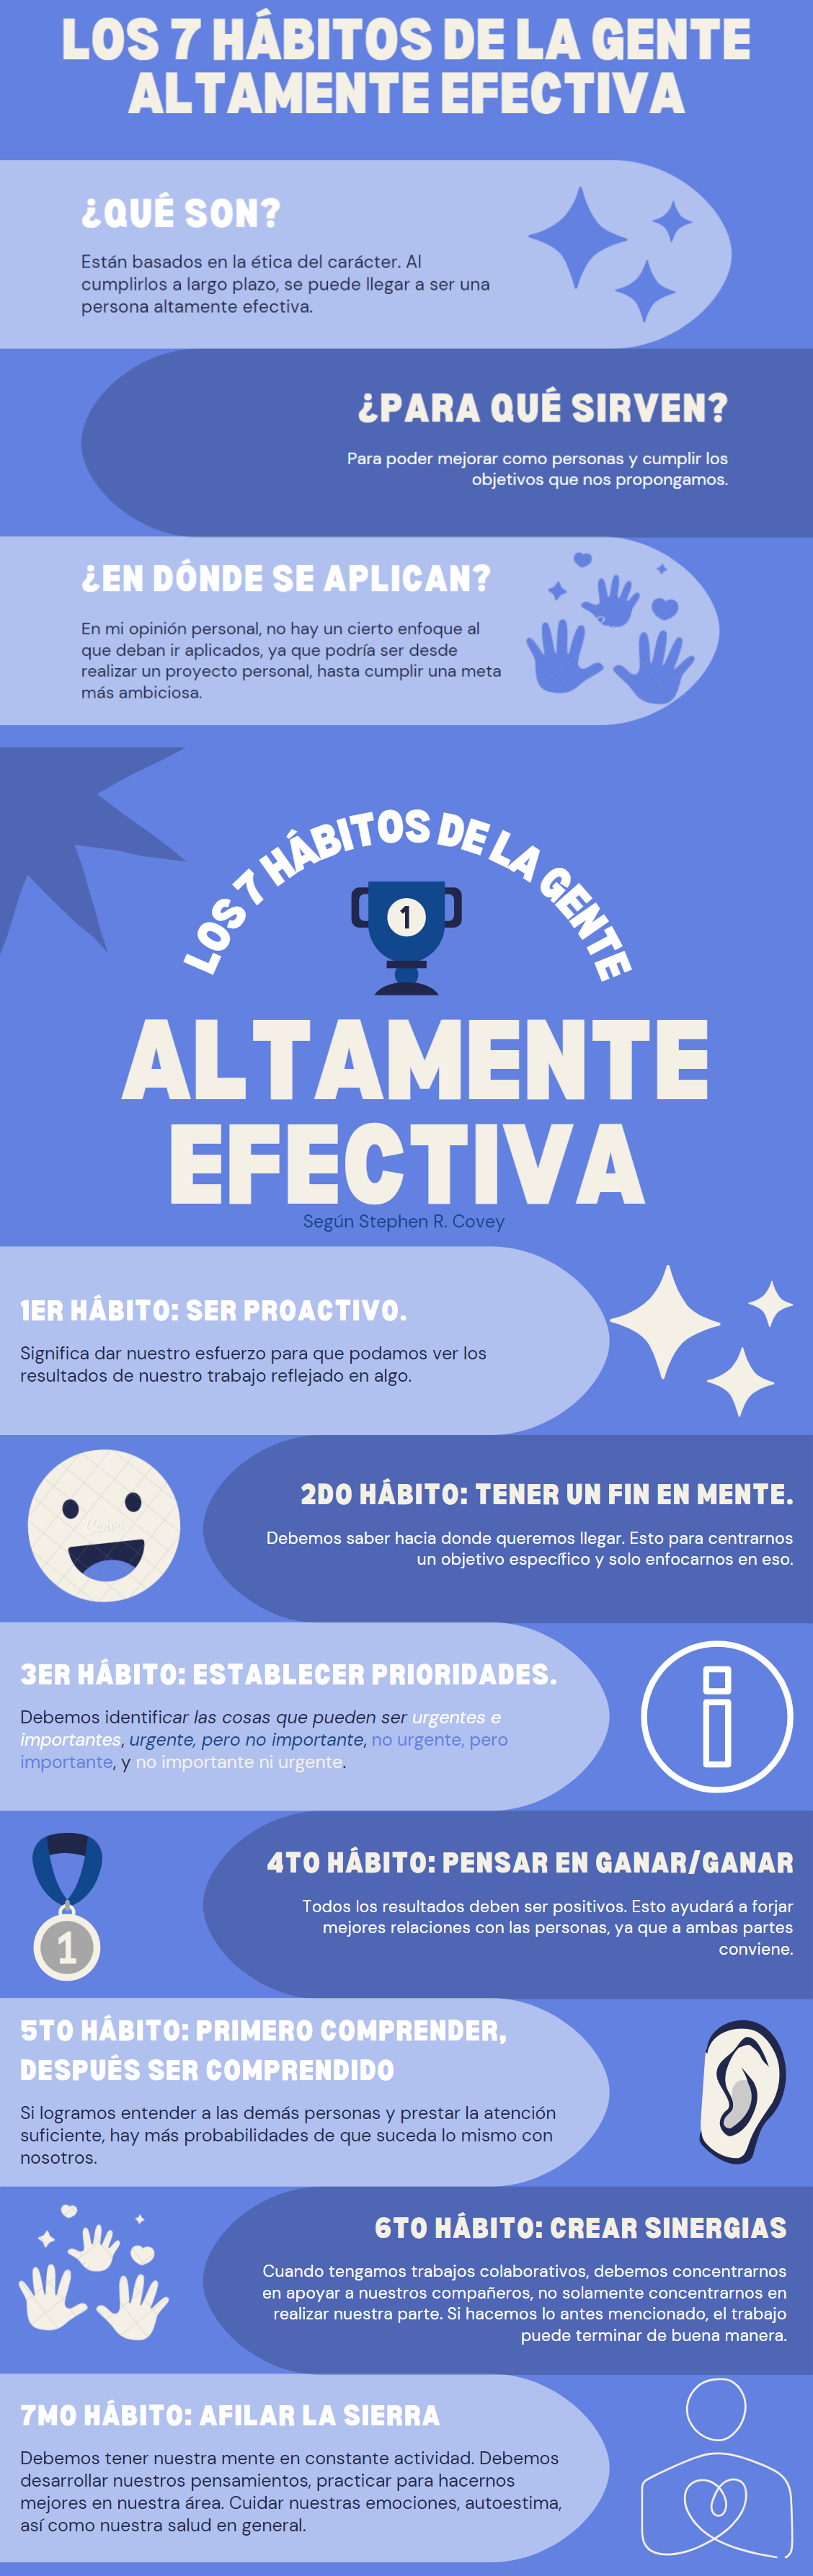 LOS 7 HÁBITOS DE LA GENTE
ALTAMENTE EFECTIVA
¿QUÉ SON?
Están basados en la ética del carácter. Al
cumplirlos a largo plazo, se puede llegar a ser una
persona altamente efectiva.
¿PARA QUÉ SIRVEN?
Para poder mejorar como personas y cumplir los
objetivos que nos propongamos.
¿EN DÓNDE SE APLICAN?
En mi opinión personal, no hay un cierto enfoque al
que deban ir aplicados, ya que podría ser desde
realizar un proyecto personal, hasta cumplir una meta
más ambiciosa.
LOS 7 HÁBITOS DE LA GENTE
1
ALTAMENTE
EFECTIVA
Según Stephen R. Covey
1ER HÁBITO: SER PROACTIVO.
Significa dar nuestro esfuerzo para que podamos ver los
resultados de nuestro trabajo reflejado en algo.
Canva
2DO HÁBITO: TENER UN FIN EN MENTE.
Debemos saber hacia donde queremos llegar. Esto para centrarnos
un objetivo específico y solo enfocarnos en eso.
3ER HÁBITO: ESTABLECER PRIORIDADES.
Debemos identificar las cosas que pueden ser urgentes e
importantes, urgente, pero no importante, no urgente, pero
importante, y no importante ni urgente.
4TO HÁBITO: PENSAR EN GANAR/GANAR
Todos los resultados deben ser positivos. Esto ayudará a forjar
mejores relaciones con las personas, ya que a ambas partes
conviene.
1
5TO HÁBITO: PRIMERO COMPRENDER,
DESPUÉS SER COMPRENDIDO
Si logramos entender a las demás personas y prestar la atención
suficiente, hay más probabilidades de que suceda lo mismo con
nosotros.
6TO HÁBITO: CREAR SINERGIAS
Cuando tengamos trabajos colaborativos, debemos concentrarnos
en apoyar a nuestros compañeros, no solamente concentrarnos en
realizar nuestra parte. Si hacemos lo antes mencionado, el trabajo
puede terminar de buena manera.
7MO HÁBITO: AFILAR LA SIERRA
Debemos tener nuestra mente en constante actividad. Debemos
desarrollar nuestros pensamientos, practicar para hacernos
mejores en nuestra área. Cuidar nuestras emociones, autoestima,
así como nuestra salud en general.